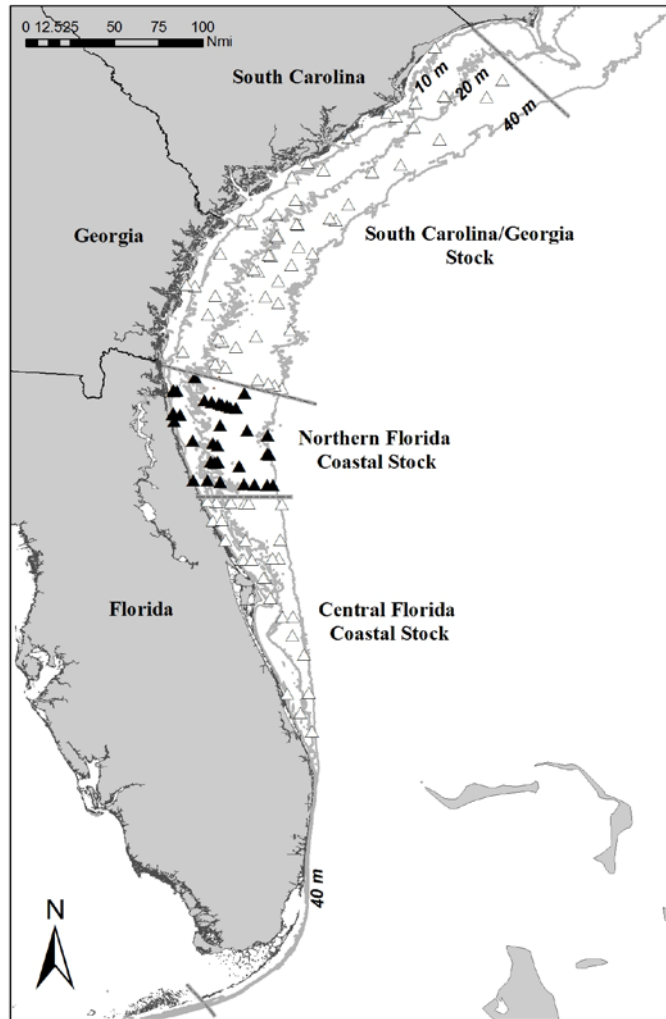 0 12.525 50 75 100
Nmi
South Carolina
10 m
20 m
40 m
Georgia
South Carolina/Georgia
Stock
Northern Florida
Coastal Stock
Florida
Central Florida
Coastal Stock
40 m
N